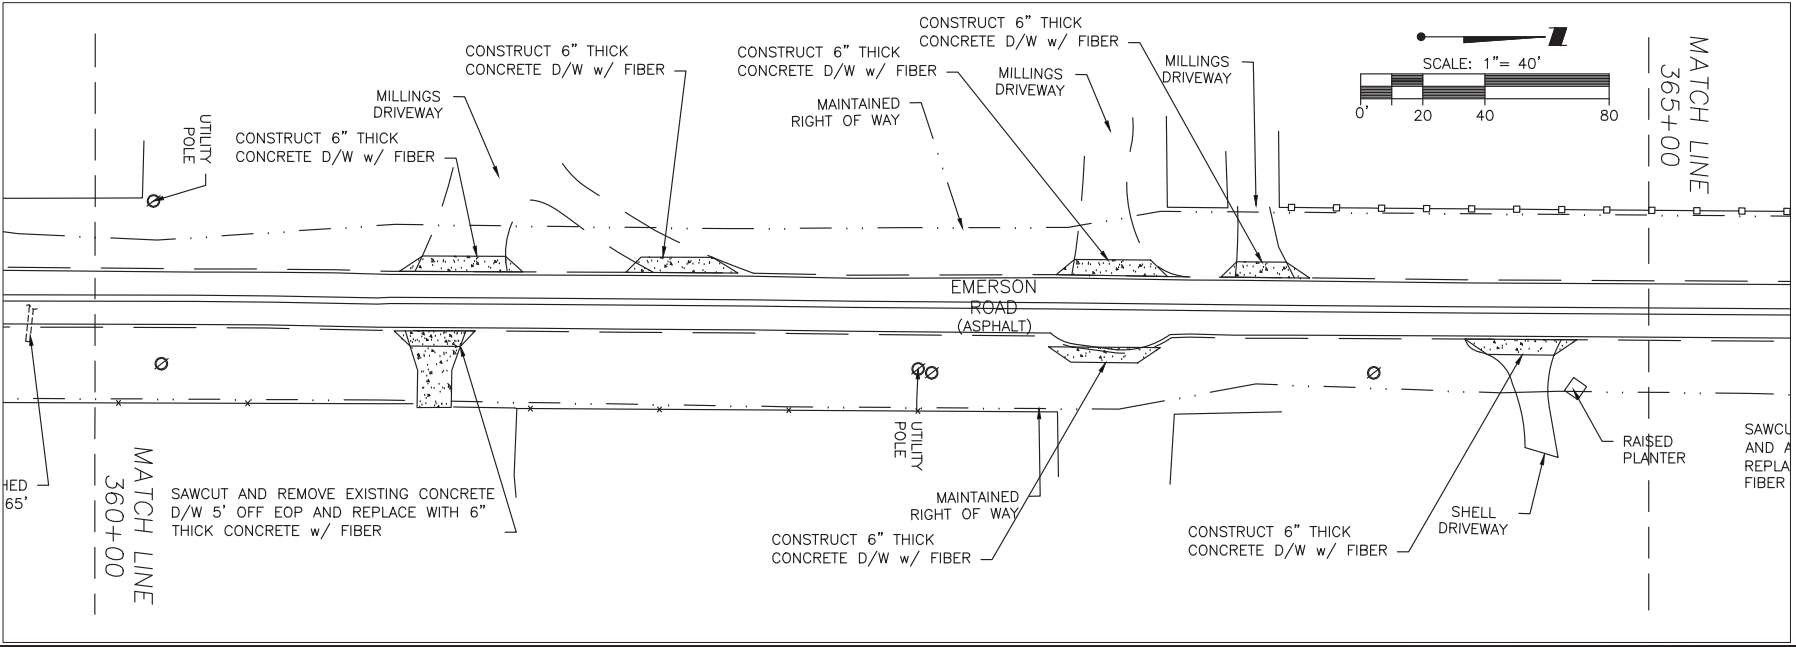 CONSTRUCT 6" THICK
CONCRETE D/W w/ FIBER
CONSTRUCT 6" THICK
CONCRETE D/W w/ FIBER
CONSTRUCT 6" THICK
CONCRETE D/W w/ FIBER
MILLINGS
DRIVEWAY
MILLINGS
DRIVEWAY
SCALE: 1"= 40'
0'
20
40
80
MATCH LINE
365+00
MILLINGS
DRIVEWAY
MAINTAINED
RIGHT OF WAY
UTILITY
POLE
CONSTRUCT 6" THICK
CONCRETE D/W w/ FIBER
EMERSON
ROAD
(ASPHALT)
UTILITY
POLE
MATCH LINE
360+00
HED
65'
SAWCUT AND REMOVE EXISTING CONCRETE
D/W 5' OFF EOP AND REPLACE WITH 6"
THICK CONCRETE w/ FIBER
MAINTAINED
RIGHT OF WAY
CONSTRUCT 6" THICK
CONCRETE D/W w/ FIBER
CONSTRUCT 6" THICK
CONCRETE D/W w/ FIBER
SHELL
DRIVEWAY
RAISED
PLANTER
SAWCU
AND A
REPLA
FIBER